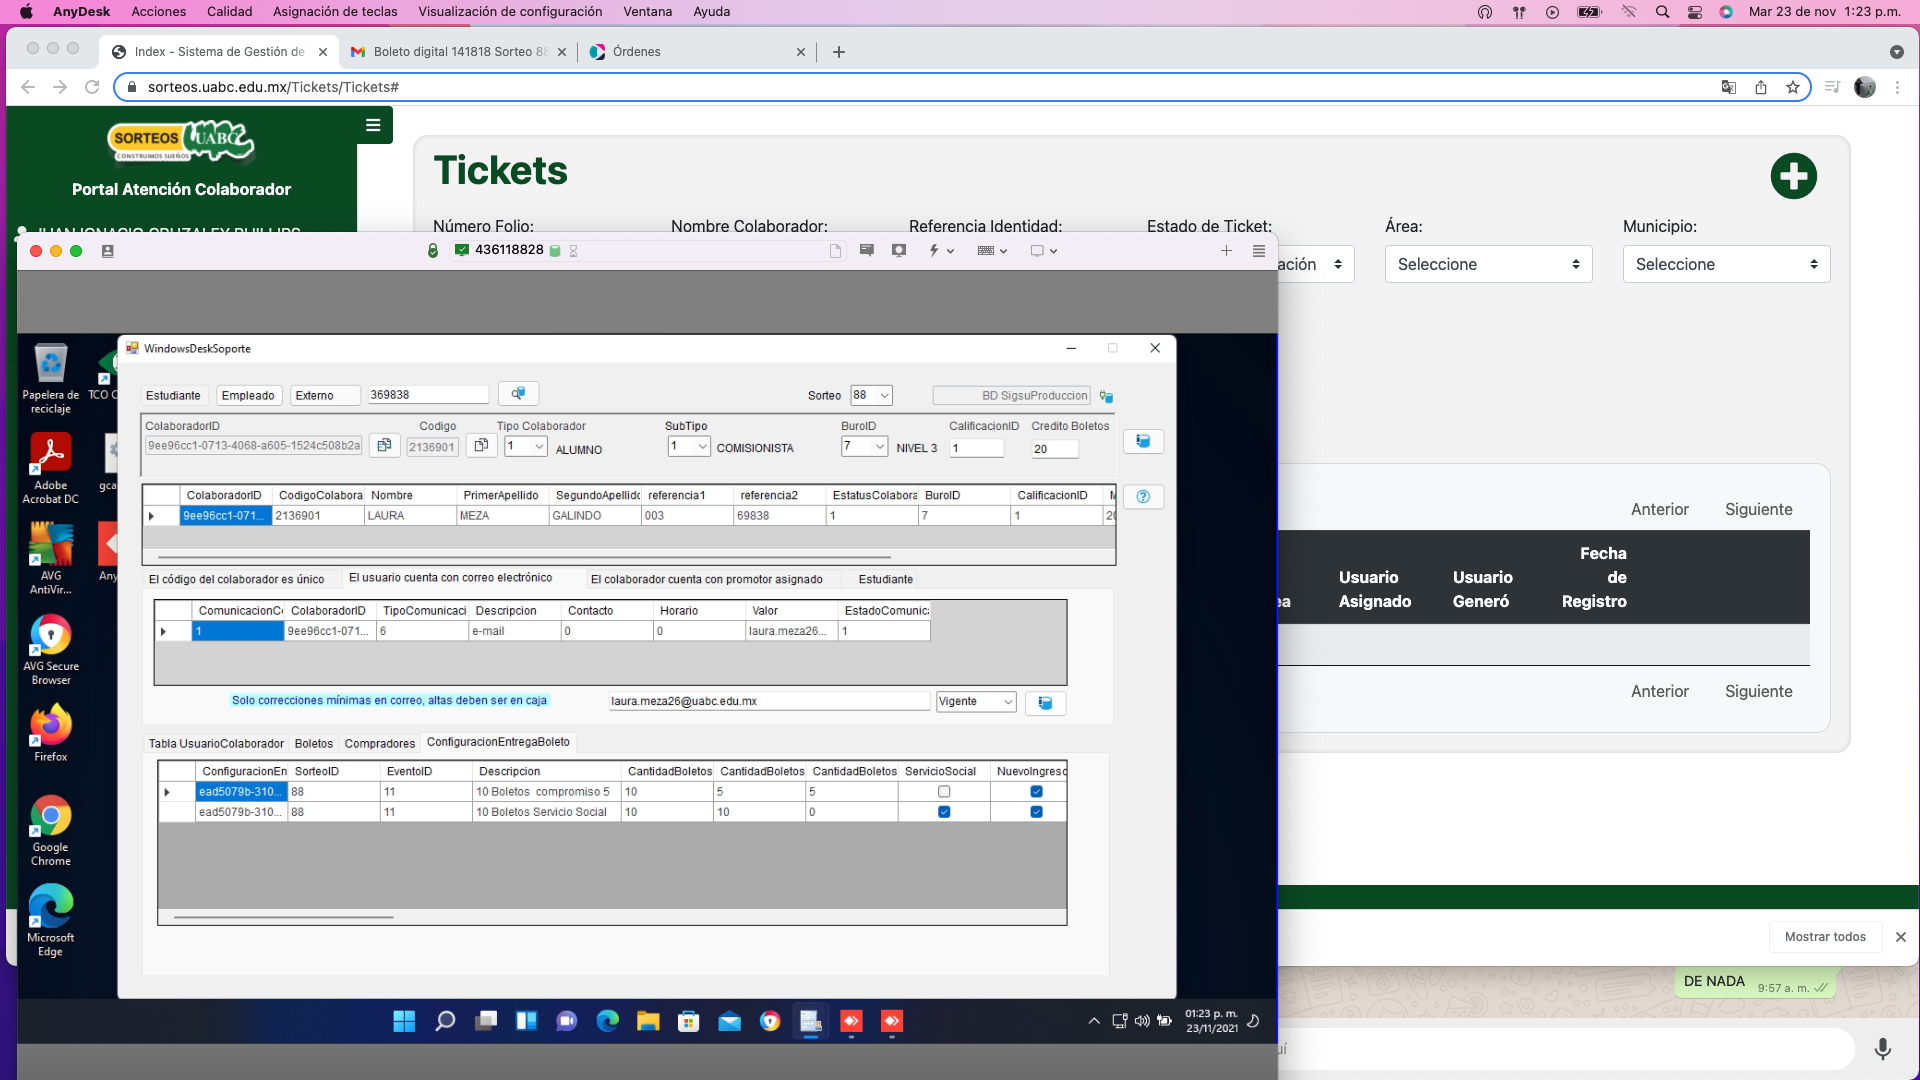 AnyDesk Acciones Calidad Asignación de teclas Visualización de configuración Ventana Ayuda Mar 23 de nov 1:23 p.m.
Index - Sistema de Gestión de Boleto digital 141818 Sorteo 88 Órdenes
sorteos.uabc.edu.mx/Tickets/Tickets#
SORTEOS UABC
CONSTRUIMOS SUEÑOS
Portal Atención Colaborador
JUAN IGNACIO CRUZALEY PHILLIPS
Tickets
Número Folio: Nombre Colaborador: Referencia Identidad: Estado de Ticket: Área: Municipio:
ación Seleccione Seleccione
436118828
Papelera de reciclaje
TCO C
Adobe Acrobat DC
gca
AVG AntiVir...
Any
AVG Secure Browser
Firefox
Google Chrome
Microsoft Edge
WindowsDeskSoporte
Estudiante Empleado Externo 369838 Sorteo 88 BD SigsuProduccion
ColaboradorID Codigo Tipo Colaborador SubTipo BuroID CalificacionID Credito Boletos
9ee96cc1-0713-4068-a605-1524c508b2a 2136901 1 ALUMNO 1 COMISIONISTA 7 NIVEL 3 1 20
ColaboradorID CodigoColabora Nombre PrimerApellido SegundoApellido referencia1 referencia2 EstatusColabora BuroID CalificacionID M
9ee96cc1-071... 2136901 LAURA MEZA GALINDO 003 69838 1 7 1 20
El código del colaborador es único El usuario cuenta con correo electrónico El colaborador cuenta con promotor asignado Estudiante
ComunicacionCo ColaboradorID TipoComunicaci Descripcion Contacto Horario Valor EstadoComunica
1 9ee96cc1-071... 6 e-mail 0 0 laura.meza26... 1
Solo correcciones mínimas en correo, altas deben ser en caja laura.meza26@uabc.edu.mx Vigente
Tabla UsuarioColaborador Boletos Compradores ConfiguracionEntregaBoleto
ConfiguracionEn SorteoID EventoID Descripcion CantidadBoletos CantidadBoletos CantidadBoletos ServicioSocial NuevoIngreso
ead5079b-310... 88 11 10 Boletos compromiso 5 10 5 5
ead5079b-310... 88 11 10 Boletos Servicio Social 10 10 0
Anterior Siguiente
ea Usuario Asignado Usuario Generó Fecha de Registro
Anterior Siguiente
Mostrar todos
DE NADA 9:57 a. m.
uí
01:23 p. m.
23/11/2021